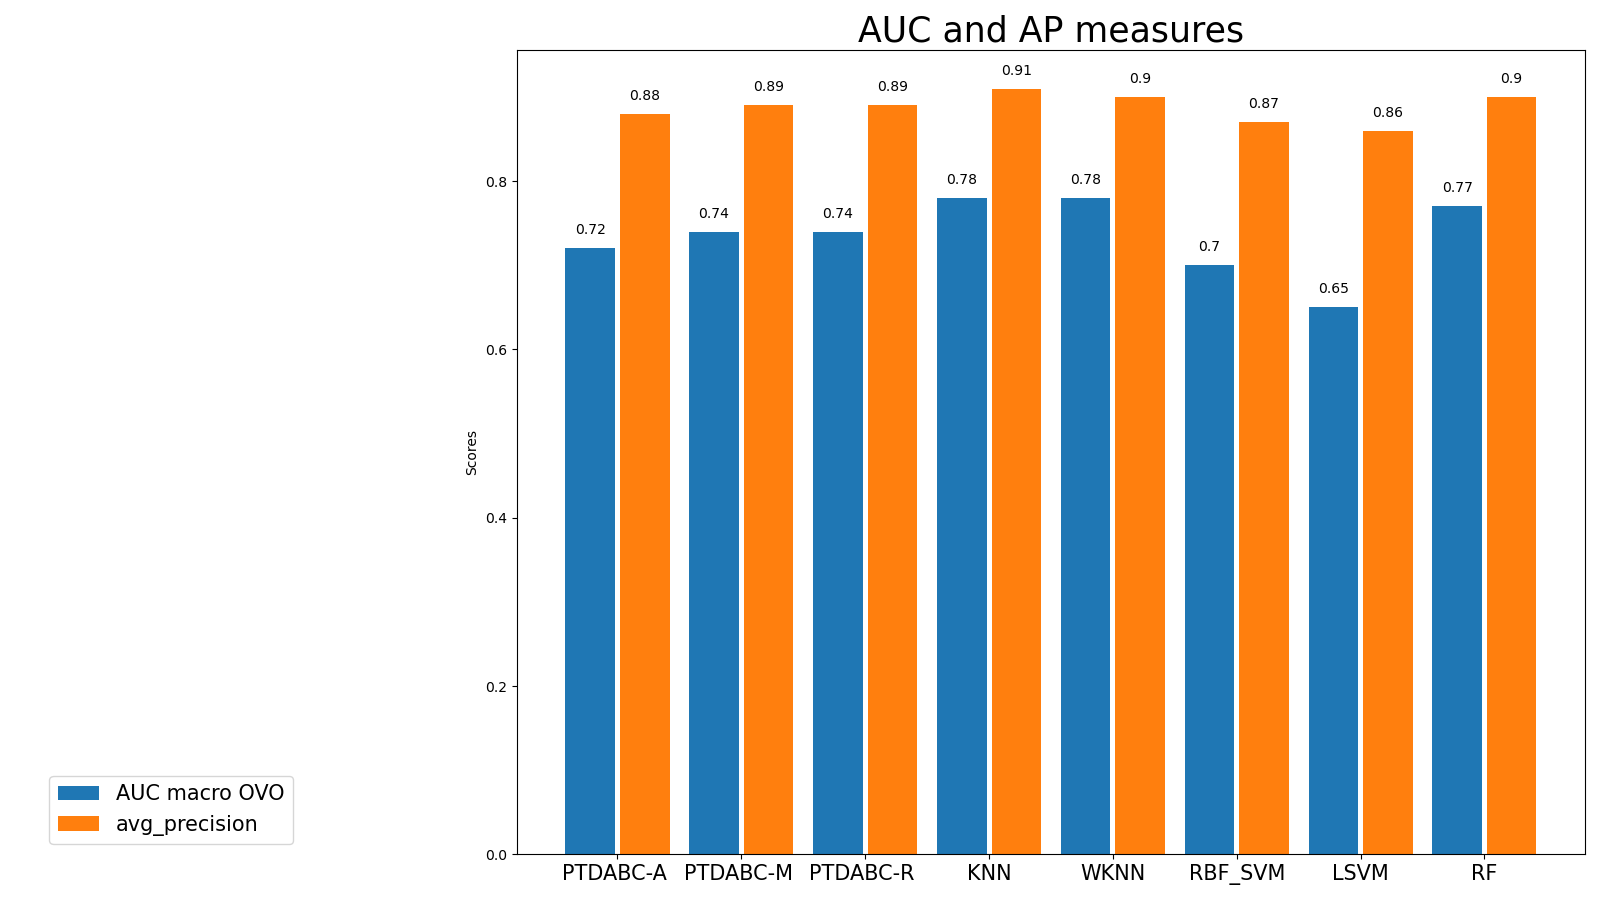 AUC and AP measures
0.88 0.89 0.89 0.91 0.9 0.87 0.86 0.9
0.72 0.74 0.74 0.78 0.78 0.7 0.65 0.77
0.8
0.6
Scores
0.4
0.2
0.0
PTDABC-A PTDABC-M PTDABC-R KNN WKNN RBF_SVM LSVM RF
AUC macro OVO
avg_precision